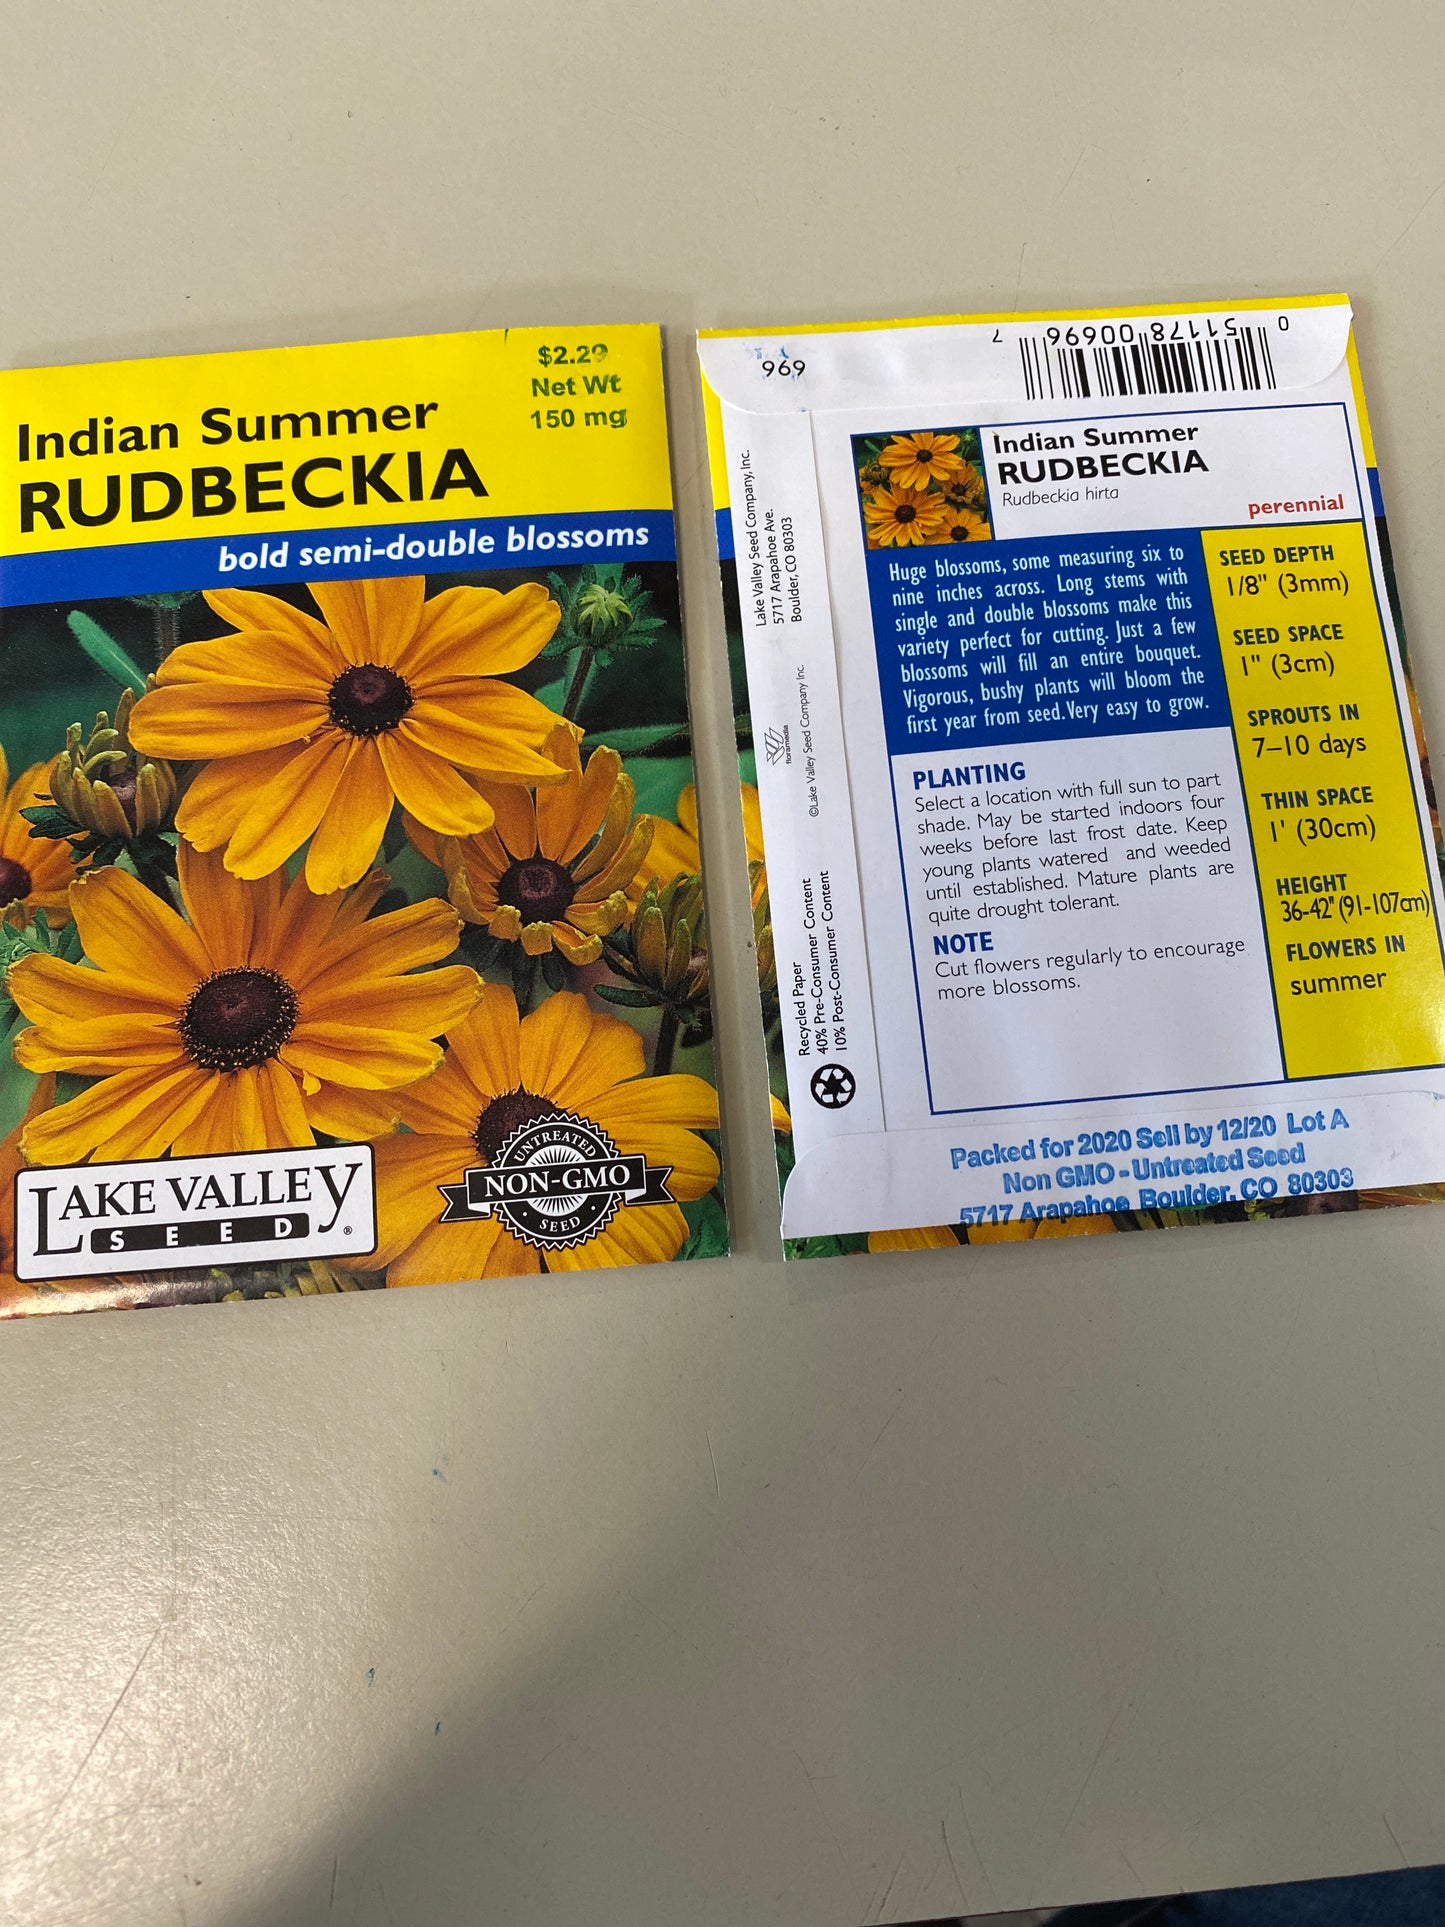 $2.29
Net Wt
150 mg
Indian Summer
RUDBECKIA
bold semi-double blossoms
LAKE VALLEY
SEED®
UNTREATED
NON-GMO
SEED
969
0 51178 00696 7
Lake Valley Seed Company, Inc.
5717 Arapahoe Ave.
Boulder, CO 80303
floramedia
©Lake Valley Seed Company Inc.
Recycled Paper
40% Pre-Consumer Content
10% Post-Consumer Content
Indian Summer
RUDBECKIA
Rudbeckia hirta
perennial
Huge blossoms, some measuring six to
nine inches across. Long stems with
single and double blossoms make this
variety perfect for cutting. Just a few
blossoms will fill an entire bouquet.
Vigorous, bushy plants will bloom the
first year from seed. Very easy to grow.
PLANTING
Select a location with full sun to part
shade. May be started indoors four
weeks before last frost date. Keep
young plants watered and weeded
until established. Mature plants are
quite drought tolerant.
NOTE
Cut flowers regularly to encourage
more blossoms.
SEED DEPTH
1/8" (3mm)
SEED SPACE
1" (3cm)
SPROUTS IN
7–10 days
THIN SPACE
1' (30cm)
HEIGHT
36-42" (91-107cm)
FLOWERS IN
summer
Packed for 2020 Sell by 12/20 Lot A
Non GMO - Untreated Seed
5717 Arapahoe Boulder, CO 80303